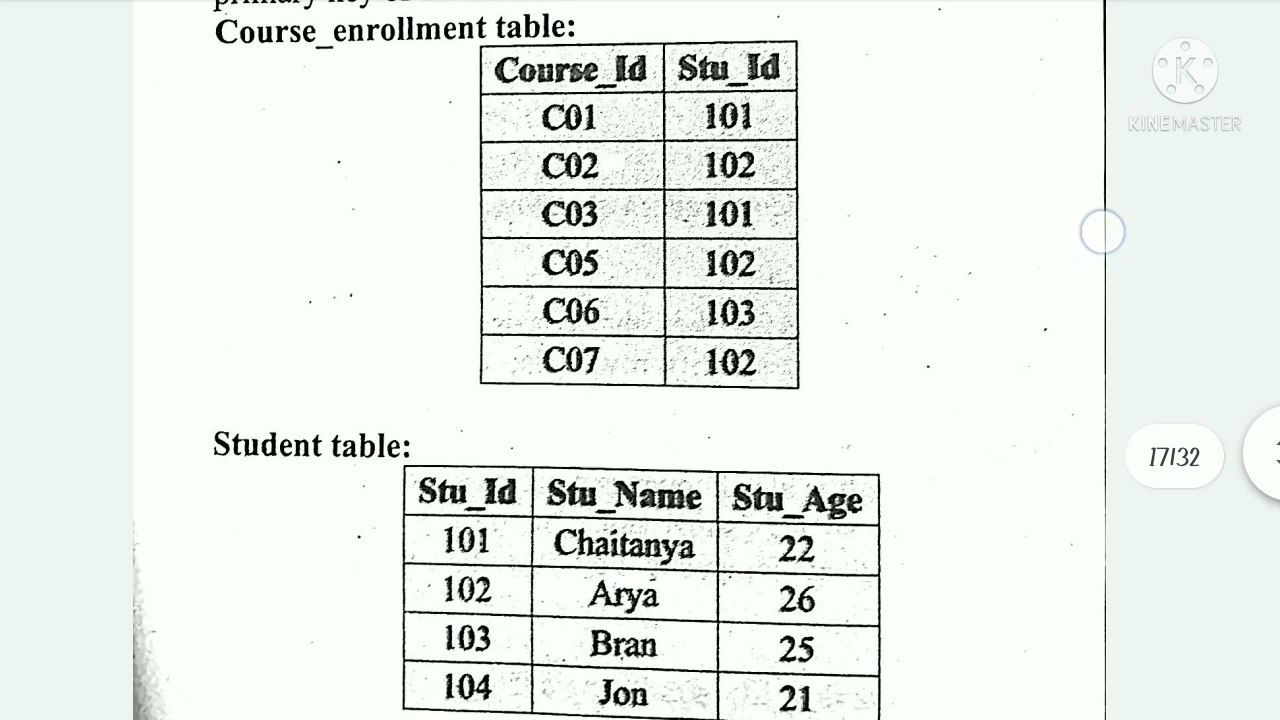 Course_enrollment table:
Course_Id Stu_Id
C01 101
C02 102
C03 101
C05 102
C06 103
C07 102
K
KINEMASTER
17/32
Student table:
Stu_Id Stu_Name Stu_Age
101 Chaitanya 22
102 Arya 26
103 Bran 25
104 Jon 21